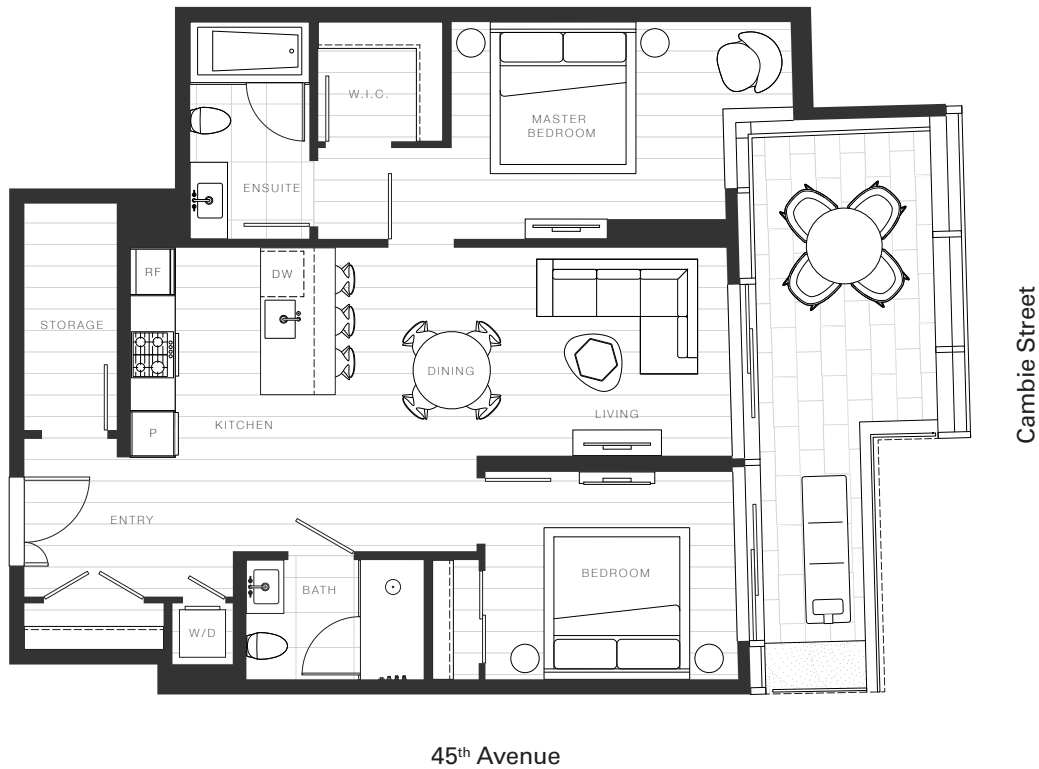 W.I.C.
MASTER
BEDROOM
ENSUITE
RF
DW
STORAGE
DINING
LIVING
KITCHEN
P
ENTRY
BEDROOM
BATH
W/D
Cambie Street
45th Avenue